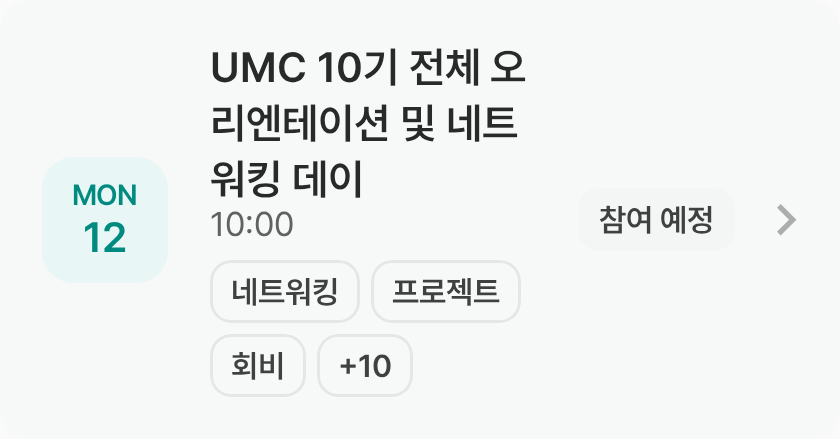 MON
12
UMC 10기 전체 오
리엔테이션 및 네트
워킹 데이
10:00
네트워킹 프로젝트
회비 +10
참여 예정